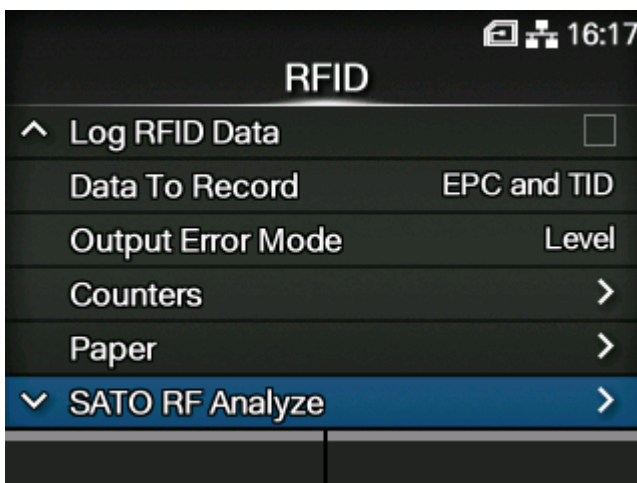 16:17
RFID
Log RFID Data
Data To Record EPC and TID
Output Error Mode Level
Counters
Paper
SATO RF Analyze